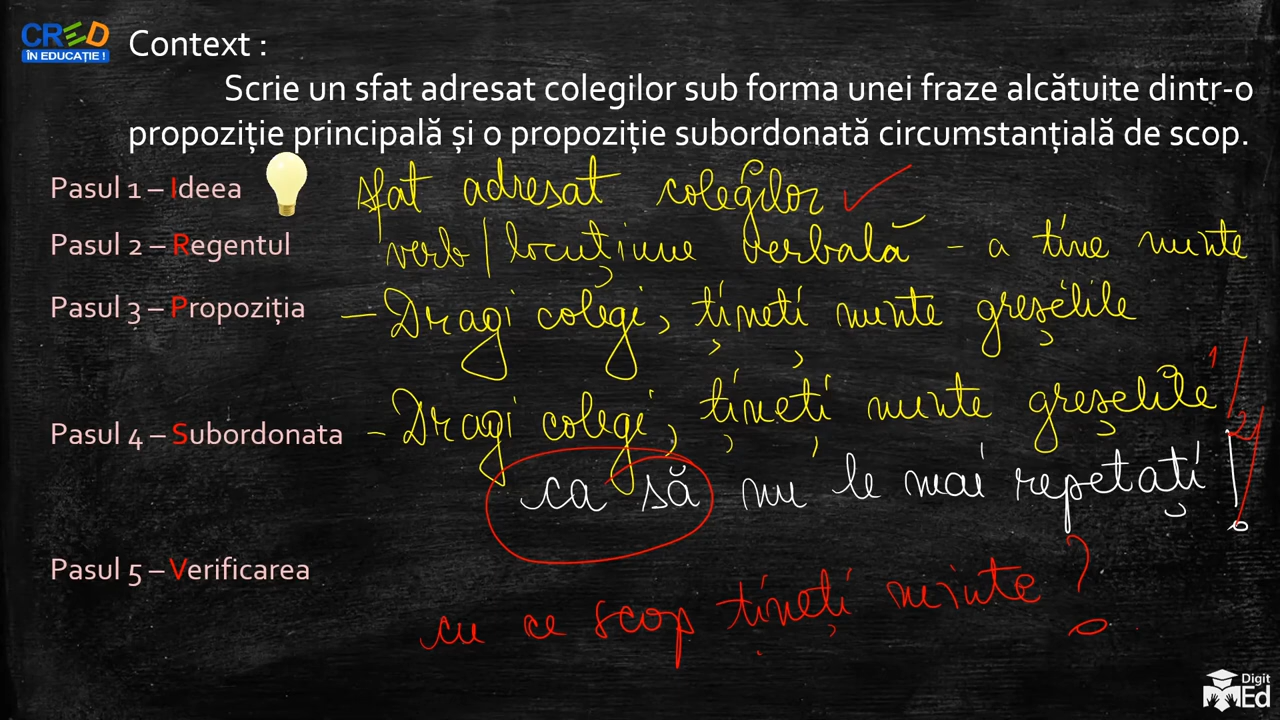 CRED
ÎN EDUCAȚIE !
Context :
Scrie un sfat adresat colegilor sub forma unei fraze alcătuite dintr-o
propoziție principală și o propoziție subordonată circumstanțială de scop.
Pasul 1 – Ideea sfat adresat colegilor
Pasul 2 – Regentul verb / locuțiune verbală - a ține minte
Pasul 3 – Propoziția - Dragi colegi, țineți minte greșelile
Pasul 4 – Subordonata - Dragi colegi, țineți minte greșelile 1/
ca să nu le mai repetați ! 2/
Pasul 5 – Verificarea
cu ce scop țineți minte ?
Digit
Ed